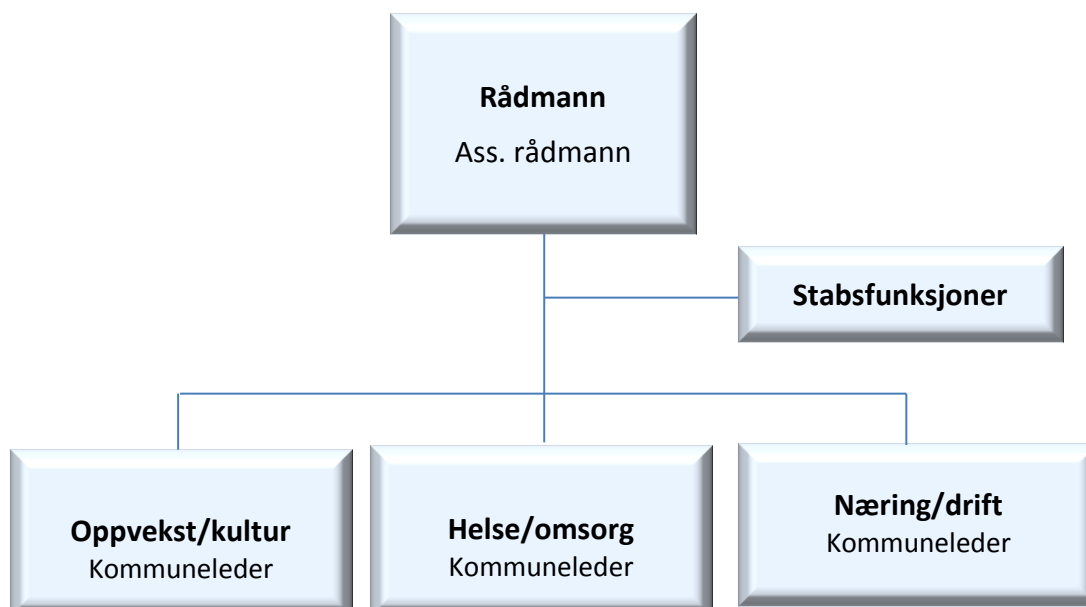 Rådmann
Ass. rådmann
Stabsfunksjoner
Oppvekst/kultur
Kommuneleder
Helse/omsorg
Kommuneleder
Næring/drift
Kommuneleder